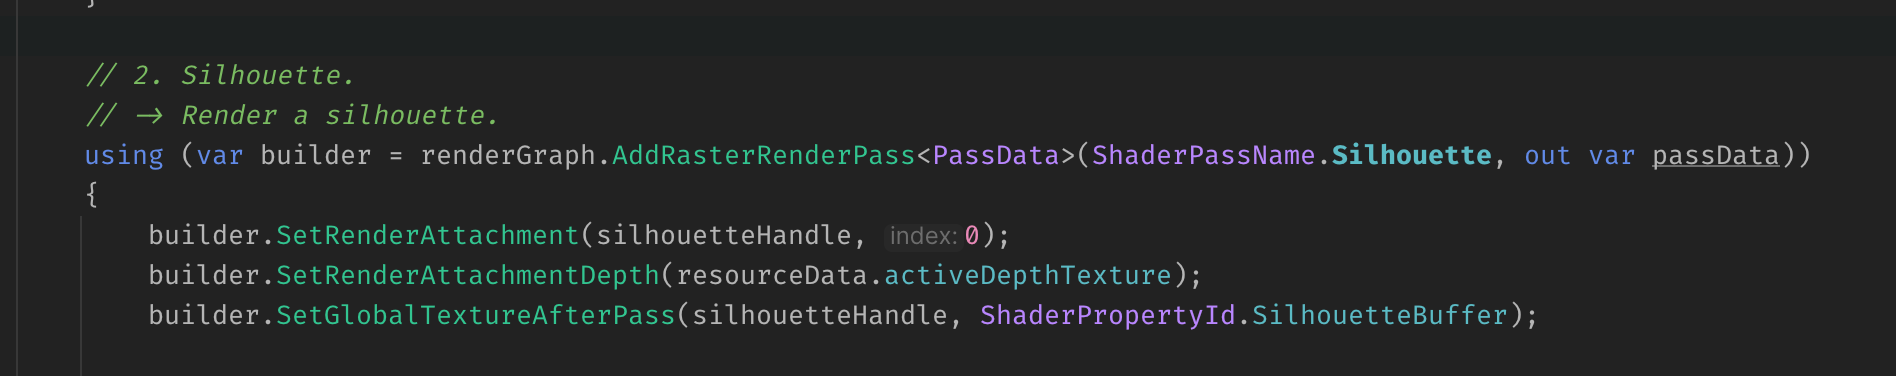 }
// 2. Silhouette.
// -> Render a silhouette.
using (var builder = renderGraph.AddRasterRenderPass<PassData>(ShaderPassName.Silhouette, out var passData))
{
builder.SetRenderAttachment(silhouetteHandle, index: 0);
builder.SetRenderAttachmentDepth(resourceData.activeDepthTexture);
builder.SetGlobalTextureAfterPass(silhouetteHandle, ShaderPropertyId.SilhouetteBuffer);